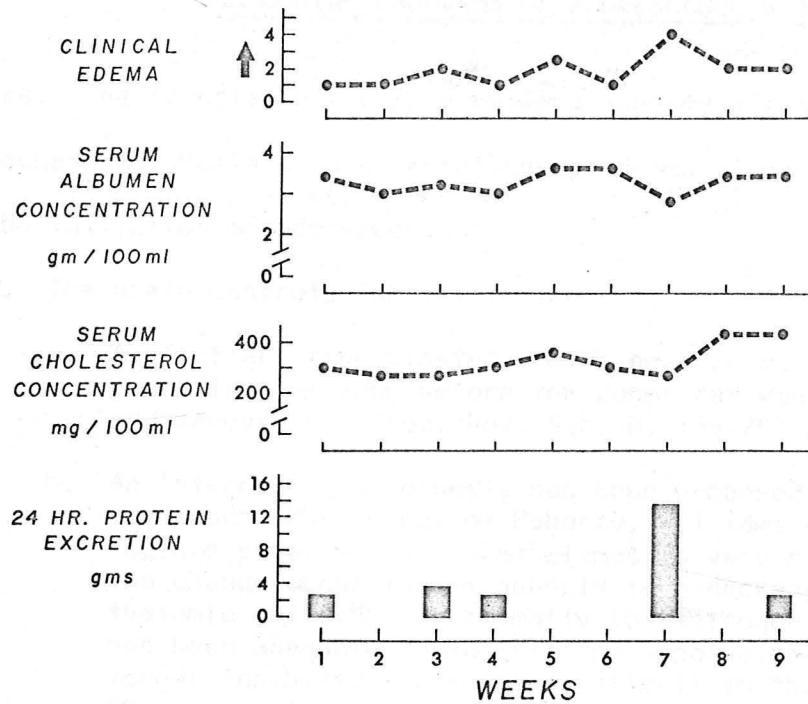 CLINICAL
EDEMA
4
2
0
SERUM
ALBUMEN
CONCENTRATION
gm / 100 ml
4
2
0
SERUM
CHOLESTEROL
CONCENTRATION
mg / 100 ml
400
200
0
24 HR. PROTEIN
EXCRETION
gms
16
12
8
4
0
1 2 3 4 5 6 7 8 9
WEEKS